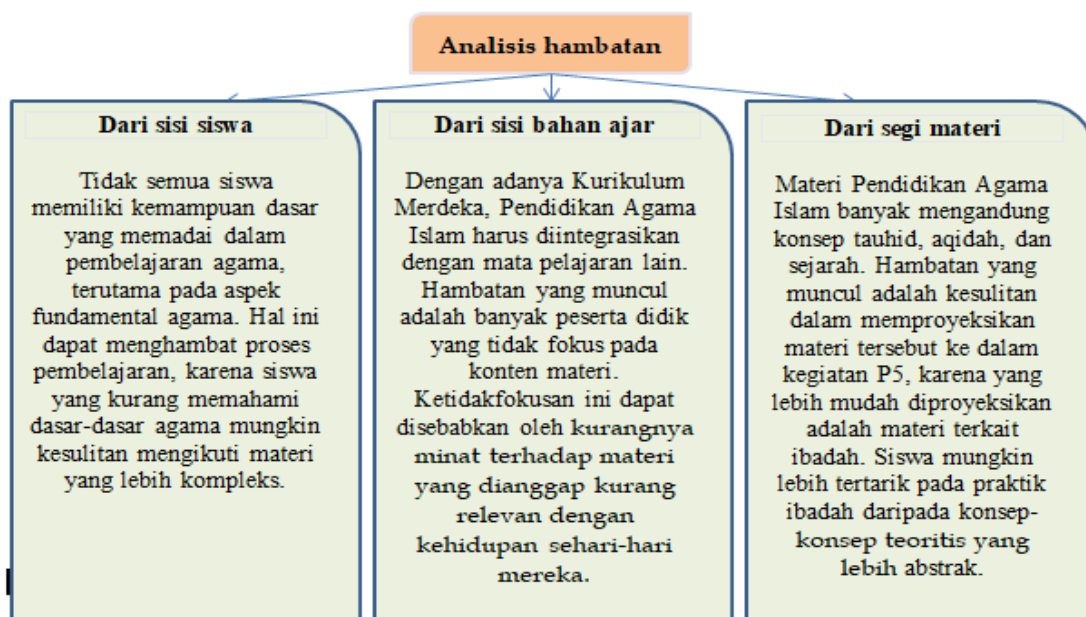 Analisis hambatan
Dari sisi siswa
Tidak semua siswa
memiliki kemampuan dasar
yang memadai dalam
pembelajaran agama,
terutama pada aspek
fundamental agama. Hal ini
dapat menghambat proses
pembelajaran, karena siswa
yang kurang memahami
dasar-dasar agama mungkin
kesulitan mengikuti materi
yang lebih kompleks.
Dari sisi bahan ajar
Dengan adanya Kurikulum
Merdeka, Pendidikan Agama
Islam harus diintegrasikan
dengan mata pelajaran lain.
Hambatan yang muncul
adalah banyak peserta didik
yang tidak fokus pada
konten materi.
Ketidakfokusan ini dapat
disebabkan oleh kurangnya
minat terhadap materi
yang dianggap kurang
relevan dengan
kehidupan sehari-hari
mereka.
Dari segi materi
Materi Pendidikan Agama
Islam banyak mengandung
konsep tauhid, aqidah, dan
sejarah. Hambatan yang
muncul adalah kesulitan
dalam memproyeksikan
materi tersebut ke dalam
kegiatan P5, karena yang
lebih mudah diproyeksikan
adalah materi terkait
ibadah. Siswa mungkin
lebih tertarik pada praktik
ibadah daripada konsep-
konsep teoritis yang
lebih abstrak.